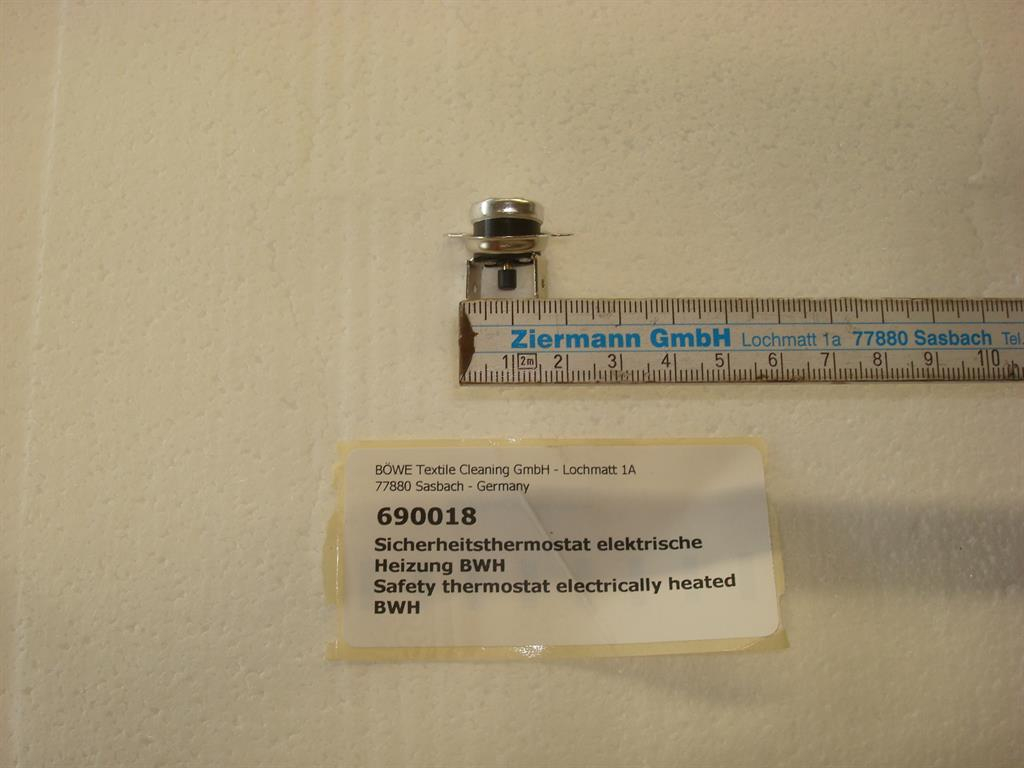 Ziermann GmbH Lochmatt 1a 77880 Sasbach Tel.
1 2m 2 3 4 5 6 7 8 9 10
BÖWE Textile Cleaning GmbH - Lochmatt 1A
77880 Sasbach - Germany
690018
Sicherheitsthermostat elektrische
Heizung BWH
Safety thermostat electrically heated
BWH